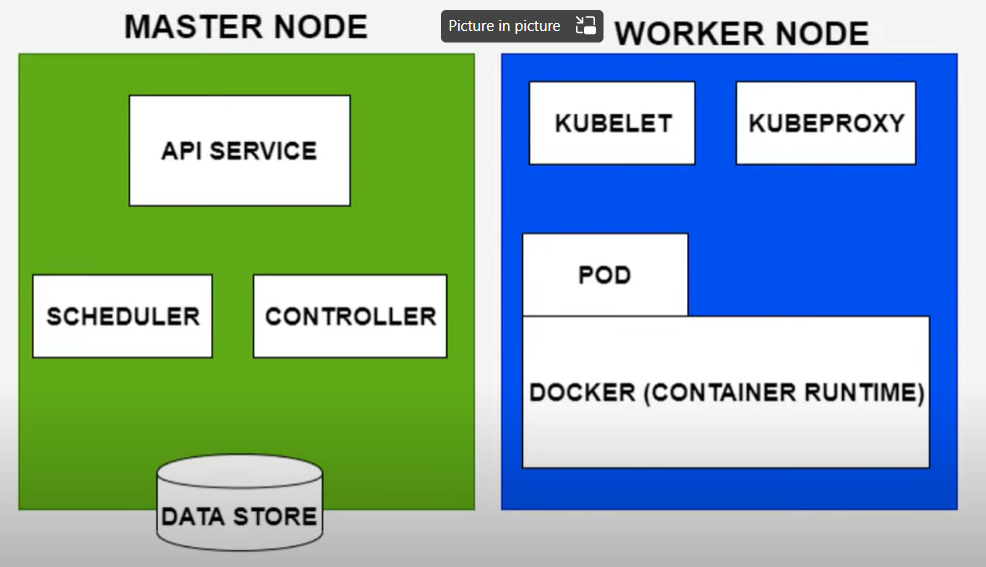 MASTER NODE
Picture in picture
WORKER NODE
API SERVICE
SCHEDULER
CONTROLLER
DATA STORE
KUBELET
KUBEPROXY
POD
DOCKER (CONTAINER RUNTIME)